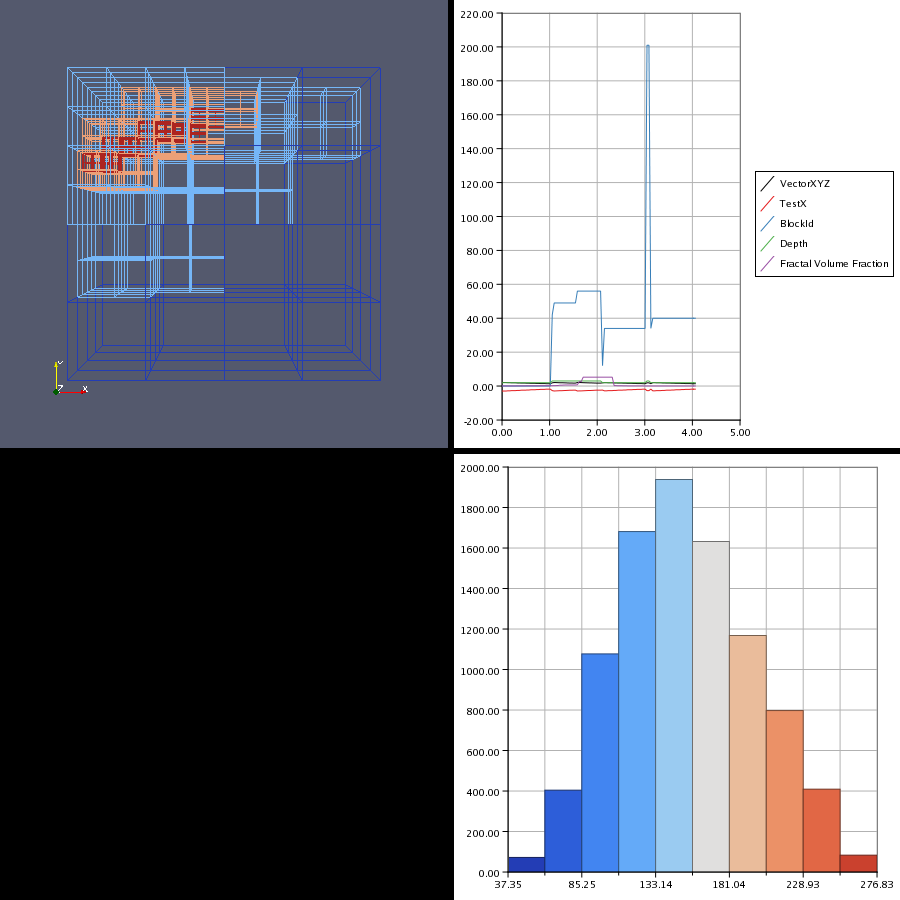 Y
Z
X
220.00
200.00
180.00
160.00
140.00
120.00
100.00
80.00
60.00
40.00
20.00
0.00
-20.00
0.00 1.00 2.00 3.00 4.00 5.00
VectorXYZ
TestX
BlockId
Depth
Fractal Volume Fraction
2000.00
1800.00
1600.00
1400.00
1200.00
1000.00
800.00
600.00
400.00
200.00
0.00
37.35 85.25 133.14 181.04 228.93 276.83